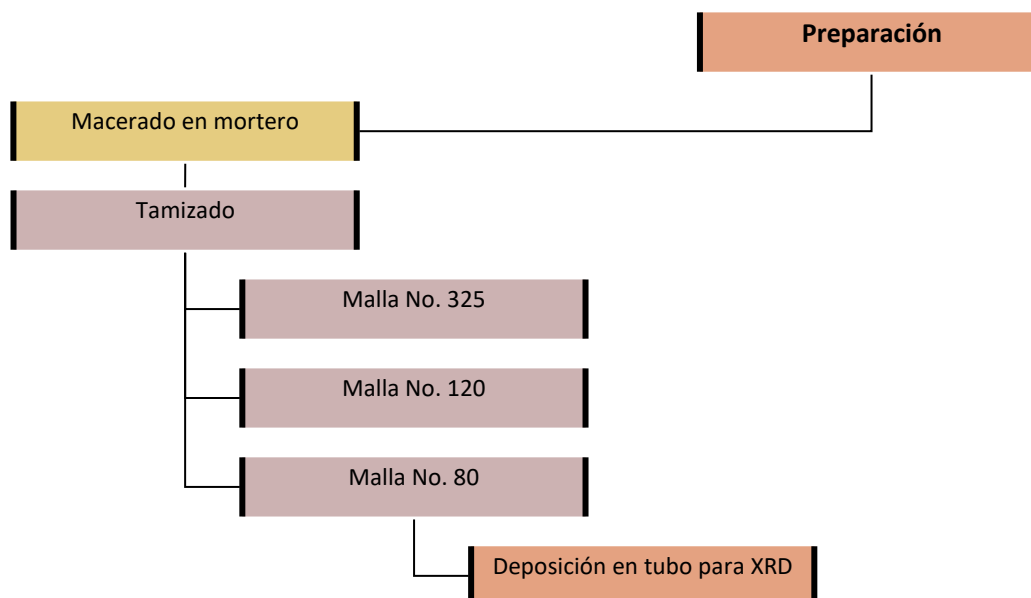 Preparación
Macerado en mortero
Tamizado
Malla No. 325
Malla No. 120
Malla No. 80
Deposición en tubo para XRD